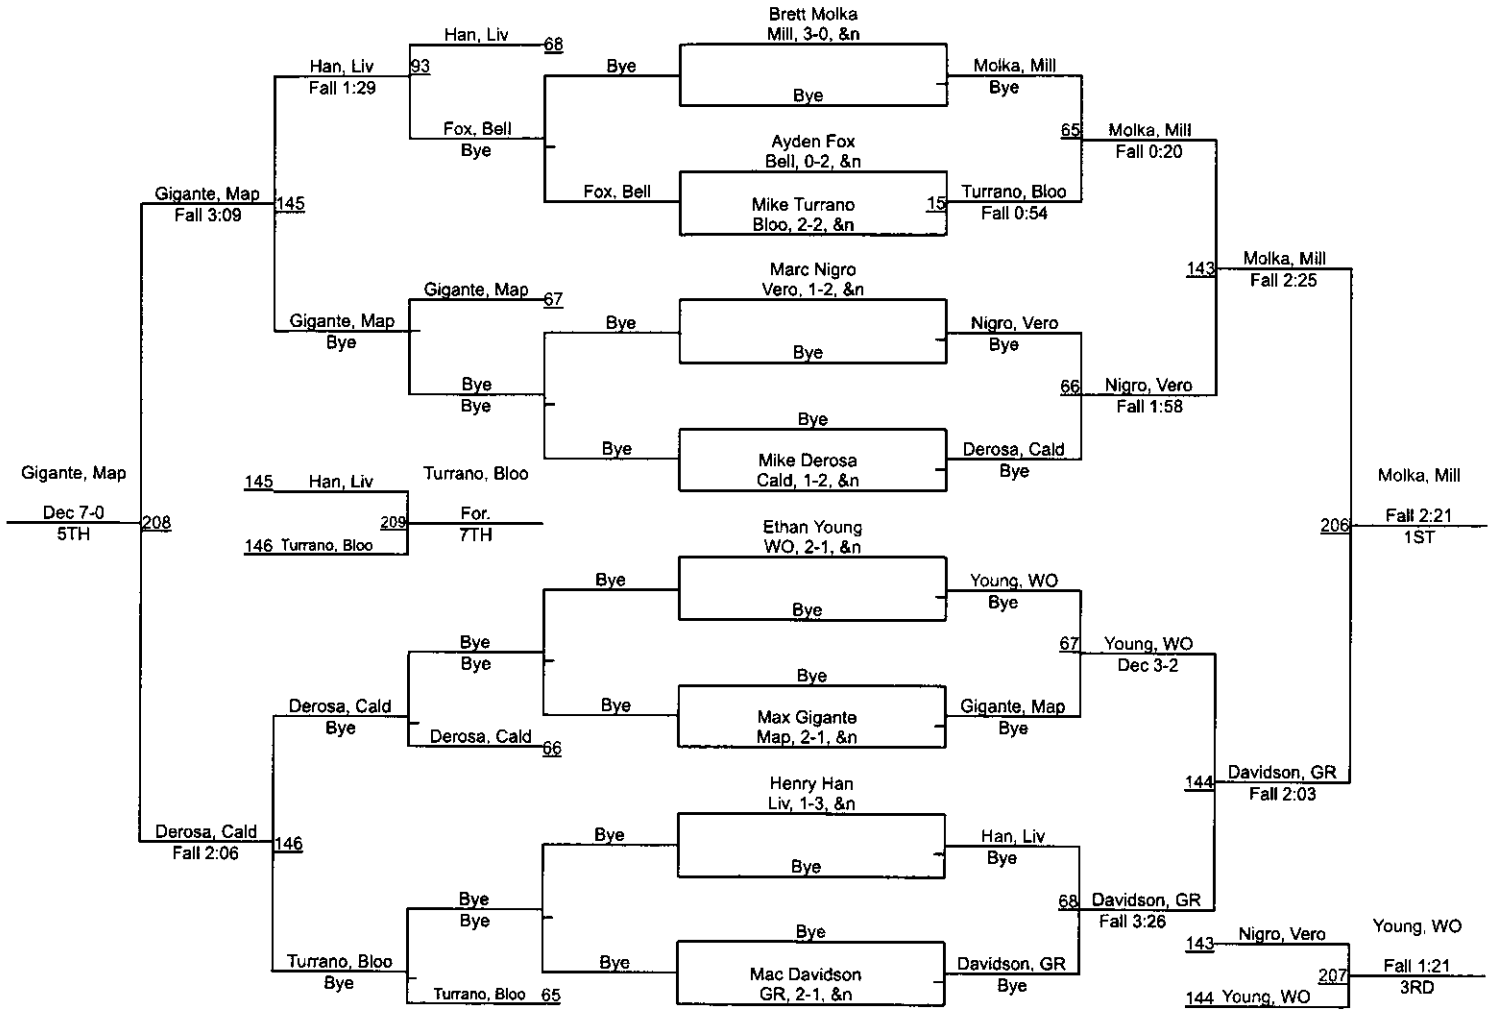 Brett Molka
Mill, 3-0, &n
Han, Liv
68
Han, Liv
93
Fall 1:29
Bye
Bye
Molka, Mill
Bye
Fox, Bell
Bye
Ayden Fox
Bell, 0-2, &n
65
Molka, Mill
Fall 0:20
Gigante, Map
Fall 3:09
145
Fox, Bell
Mike Turrano
Bloo, 2-2, &n
15
Turrano, Bloo
Fall 0:54
Marc Nigro
Vero, 1-2, &n
143
Molka, Mill
Fall 2:25
Gigante, Map
67
Gigante, Map
Bye
Bye
Bye
Nigro, Vero
Bye
Bye
Bye
66
Nigro, Vero
Fall 1:58
Bye
Bye
Mike Derosa
Cald, 1-2, &n
Derosa, Cald
Bye
Gigante, Map
Dec 7-0
5TH
208
145
Han, Liv
Turrano, Bloo
209
For.
7TH
146
Turrano, Bloo
Molka, Mill
206
Fall 2:21
1ST
Ethan Young
WO, 2-1, &n
Bye
Bye
Young, WO
Bye
Bye
Bye
67
Young, WO
Dec 3-2
Derosa, Cald
Bye
Bye
Bye
Max Gigante
Map, 2-1, &n
Gigante, Map
Bye
Derosa, Cald
66
Henry Han
Liv, 1-3, &n
144
Davidson, GR
Fall 2:03
Derosa, Cald
Fall 2:06
146
Bye
Bye
Han, Liv
Bye
Bye
Bye
68
Davidson, GR
Fall 3:26
Bye
Turrano, Bloo
Bye
Bye
Mac Davidson
GR, 2-1, &n
Davidson, GR
Bye
Turrano, Bloo
65
143
Nigro, Vero
Young, WO
207
Fall 1:21
3RD
144
Young, WO